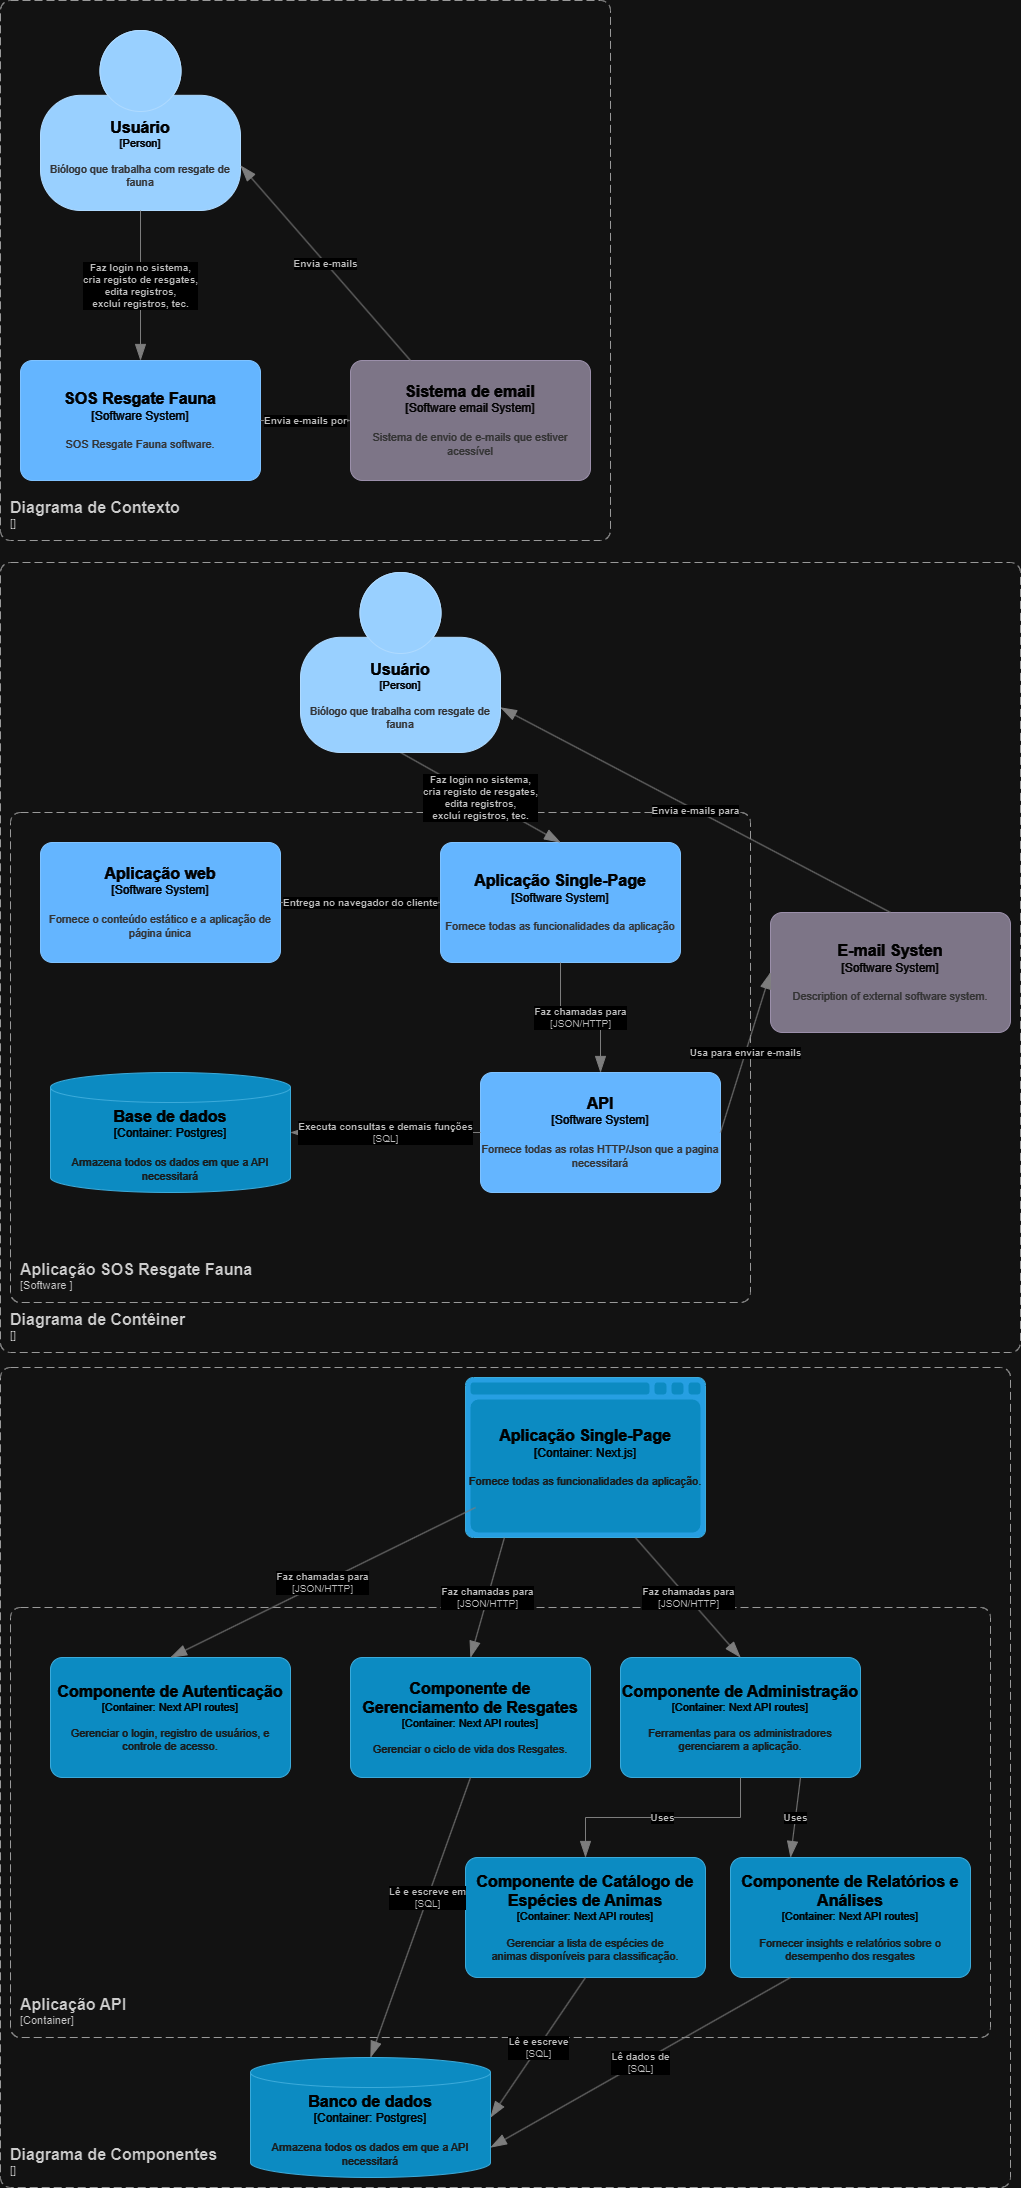 Usuário
[Person]
Biólogo que trabalha com resgate de
fauna
Envia e-mails
Faz login no sistema,
cria registo de resgates,
edita registros,
excluí registros, tec.
SOS Resgate Fauna
[Software System]
SOS Resgate Fauna software.
Envia e-mails por
Sistema de email
[Software email System]
Sistema de envio de e-mails que estiver
acessível
Diagrama de Contexto
[]
Usuário
[Person]
Biólogo que trabalha com resgate de
fauna
Faz login no sistema,
cria registo de resgates,
edita registros,
excluí registros, tec.
Envia e-mails para
Aplicação web
[Software System]
Fornece o conteúdo estático e a aplicação de
página única
Entrega no navegador do cliente
Aplicação Single-Page
[Software System]
Fornece todas as funcionalidades da aplicação
E-mail Systen
[Software System]
Description of external software system.
Faz chamadas para
[JSON/HTTP]
Usa para enviar e-mails
Base de dados
[Container: Postgres]
Armazena todos os dados em que a API
necessitará
Executa consultas e demais funções
[SQL]
API
[Software System]
Fornece todas as rotas HTTP/Json que a pagina
necessitará
Aplicação SOS Resgate Fauna
[Software ]
Diagrama de Contêiner
[]
Aplicação Single-Page
[Container: Next.js]
Fornece todas as funcionalidades da aplicação.
Faz chamadas para
[JSON/HTTP]
Faz chamadas para
[JSON/HTTP]
Faz chamadas para
[JSON/HTTP]
Componente de Autenticação
[Container: Next API routes]
Gerenciar o login, registro de usuários, e
controle de acesso.
Componente de
Gerenciamento de Resgates
[Container: Next API routes]
Gerenciar o ciclo de vida dos Resgates.
Componente de Administração
[Container: Next API routes]
Ferramentas para os administradores
gerenciarem a aplicação.
Uses
Uses
Lê e escreve em
[SQL]
Componente de Catálogo de
Espécies de Animas
[Container: Next API routes]
Gerenciar a lista de espécies de
animas disponíveis para classificação.
Componente de Relatórios e
Análises
[Container: Next API routes]
Fornecer insights e relatórios sobre o
desempenho dos resgates
Aplicação API
[Container]
Lê e escreve
[SQL]
Lê dados de
[SQL]
Banco de dados
[Container: Postgres]
Armazena todos os dados em que a API
necessitará
Diagrama de Componentes
[]